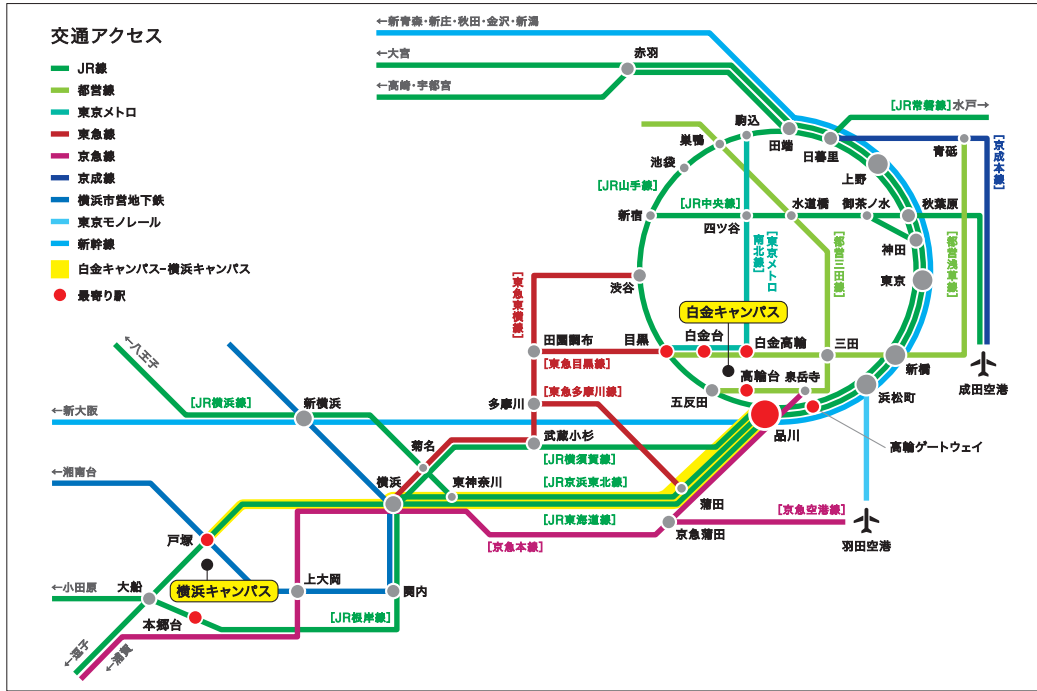 交通アクセス
JR線
都営線
東京メトロ
東急線
京急線
京成線
横浜市営地下鉄
東京モノレール
新幹線
白金キャンパス−横浜キャンパス
最寄り駅
←新青森・新庄・秋田・金沢・新潟
←大宮
赤羽
←高崎・宇都宮
[JR常磐線]
水戸→
駒込
巣鴨
田端
日暮里
青砥
[京成本線]
池袋
上野
[JR山手線]
[JR中央線]
新宿
四ツ谷
水道橋
御茶ノ水
秋葉原
神田
[東京メトロ
南北線]
[都営三田線]
[都営浅草線]
[東急東横線]
渋谷
東京
白金キャンパス
田園調布
目黒
白金台
白金高輪
三田
新橋
成田空港
[東急目黒線]
[東急多摩川線]
高輪台
泉岳寺
五反田
浜松町
多摩川
品川
高輪ゲートウェイ
←八王子
[JR横浜線]
新横浜
←新大阪
武蔵小杉
菊名
[JR横須賀線]
←湘南台
横浜
東神奈川
[JR京浜東北線]
蒲田
[JR東海道線]
[京急空港線]
京急蒲田
羽田空港
[京急本線]
戸塚
横浜キャンパス
←小田原
大船
上大岡
関内
本郷台
[JR根岸線]
←逗子